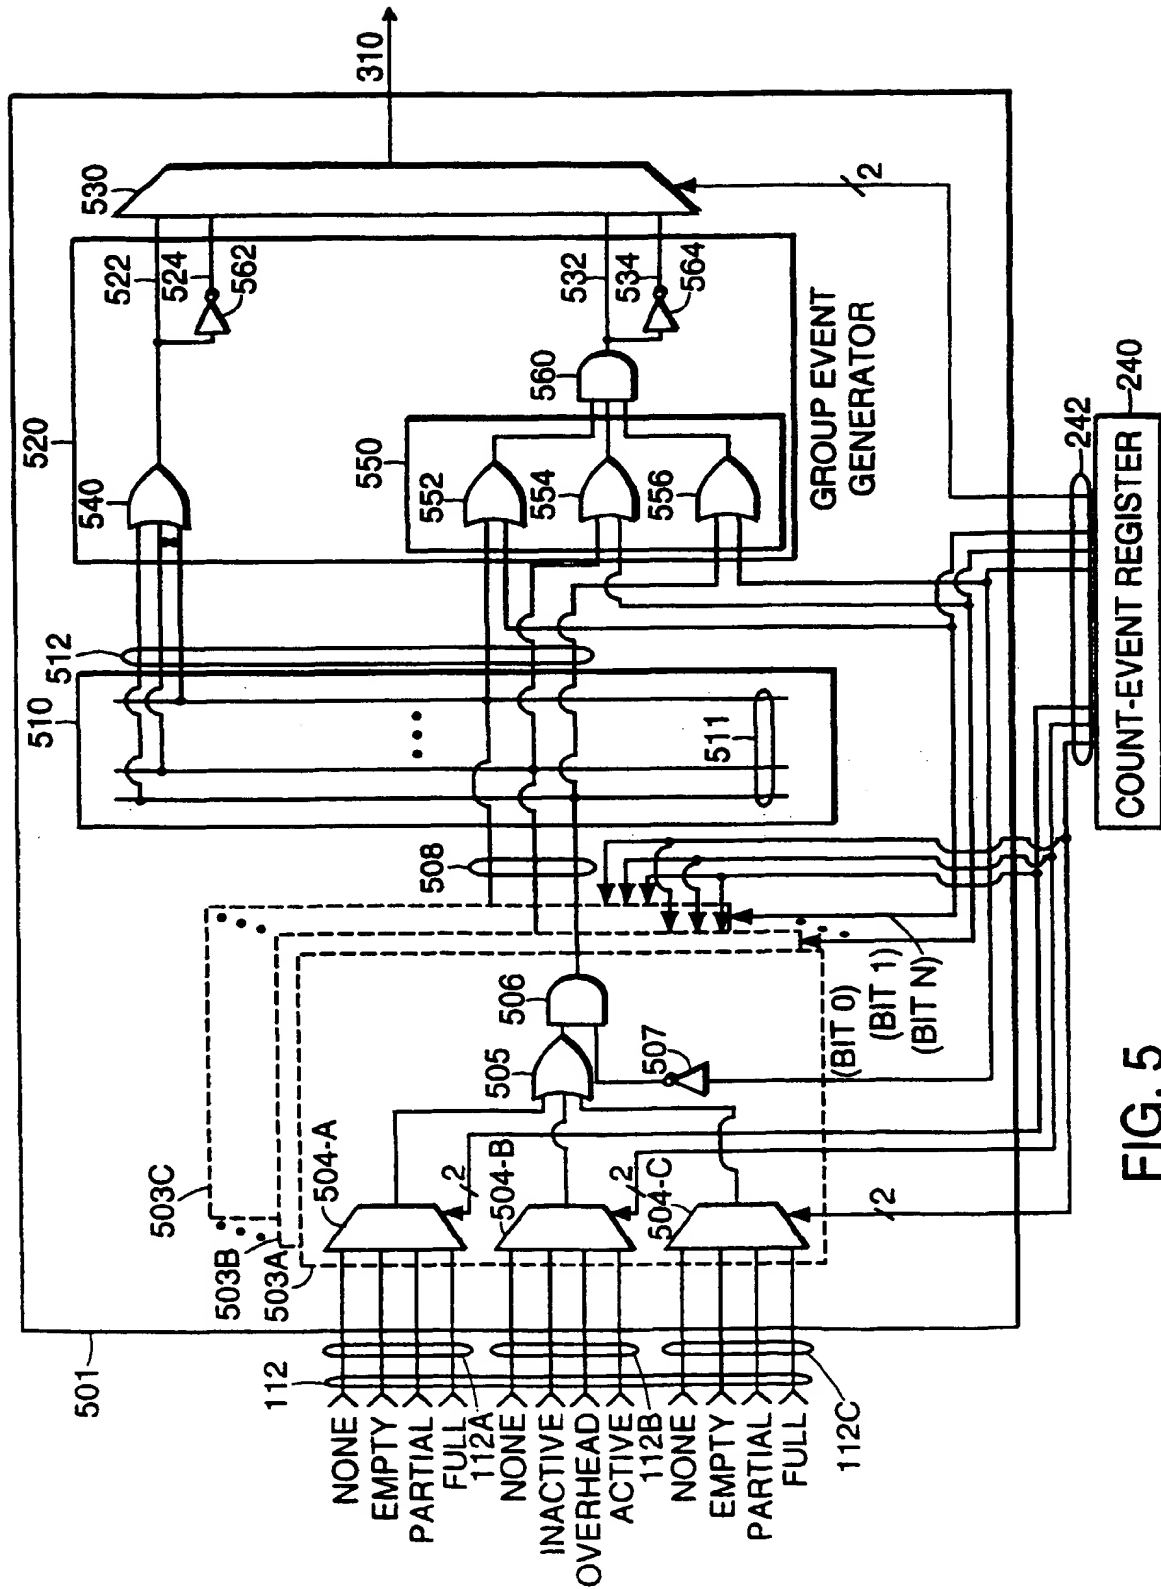 501
112
NONE
EMPTY
PARTIAL
FULL
112A
NONE
INACTIVE
OVERHEAD
ACTIVE
112B
NONE
EMPTY
PARTIAL
FULL
112C
503C
503B
503A
504-A
2
504-B
2
504-C
2
505
506
507
(BIT 0)
(BIT 1)
(BIT N)
508
510
511
512
520
540
522
524
562
530
310
550
552
554
556
560
532
534
564
2
GROUP EVENT
GENERATOR
242
240
COUNT-EVENT REGISTER
FIG. 5